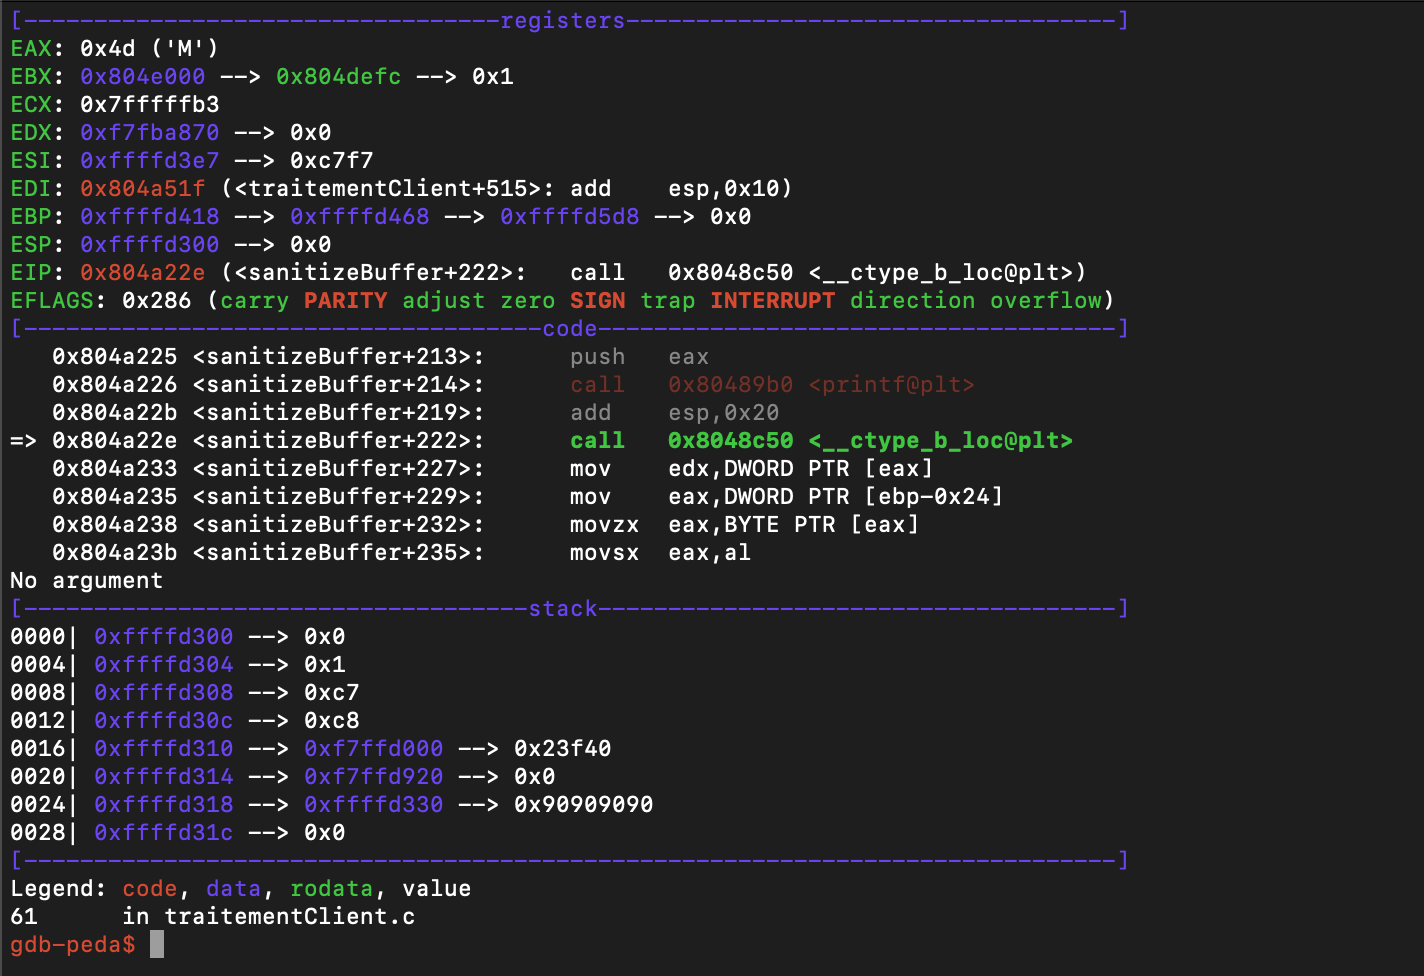 [----------------------------------registers-----------------------------------]
EAX: 0x4d ('M')
EBX: 0x804e000 --> 0x804defc --> 0x1
ECX: 0x7fffffb3
EDX: 0xf7fba870 --> 0x0
ESI: 0xffffd3e7 --> 0xc7f7
EDI: 0x804a51f (<traitementClient+515>: add    esp,0x10)
EBP: 0xffffd418 --> 0xffffd468 --> 0xffffd5d8 --> 0x0
ESP: 0xffffd300 --> 0x0
EIP: 0x804a22e (<sanitizeBuffer+222>:   call   0x8048c50 <__ctype_b_loc@plt>)
EFLAGS: 0x286 (carry PARITY adjust zero SIGN trap INTERRUPT direction overflow)
[-------------------------------------code-------------------------------------]
   0x804a225 <sanitizeBuffer+213>:      push   eax
   0x804a226 <sanitizeBuffer+214>:      call   0x80489b0 <printf@plt>
   0x804a22b <sanitizeBuffer+219>:      add    esp,0x20
=> 0x804a22e <sanitizeBuffer+222>:      call   0x8048c50 <__ctype_b_loc@plt>
   0x804a233 <sanitizeBuffer+227>:      mov    edx,DWORD PTR [eax]
   0x804a235 <sanitizeBuffer+229>:      mov    eax,DWORD PTR [ebp-0x24]
   0x804a238 <sanitizeBuffer+232>:      movzx  eax,BYTE PTR [eax]
   0x804a23b <sanitizeBuffer+235>:      movsx  eax,al
No argument
[------------------------------------stack-------------------------------------]
0000| 0xffffd300 --> 0x0
0004| 0xffffd304 --> 0x1
0008| 0xffffd308 --> 0xc7
0012| 0xffffd30c --> 0xc8
0016| 0xffffd310 --> 0xf7ffd000 --> 0x23f40
0020| 0xffffd314 --> 0xf7ffd920 --> 0x0
0024| 0xffffd318 --> 0xffffd330 --> 0x90909090
0028| 0xffffd31c --> 0x0
[------------------------------------------------------------------------------]
Legend: code, data, rodata, value
61      in traitementClient.c
gdb-peda$